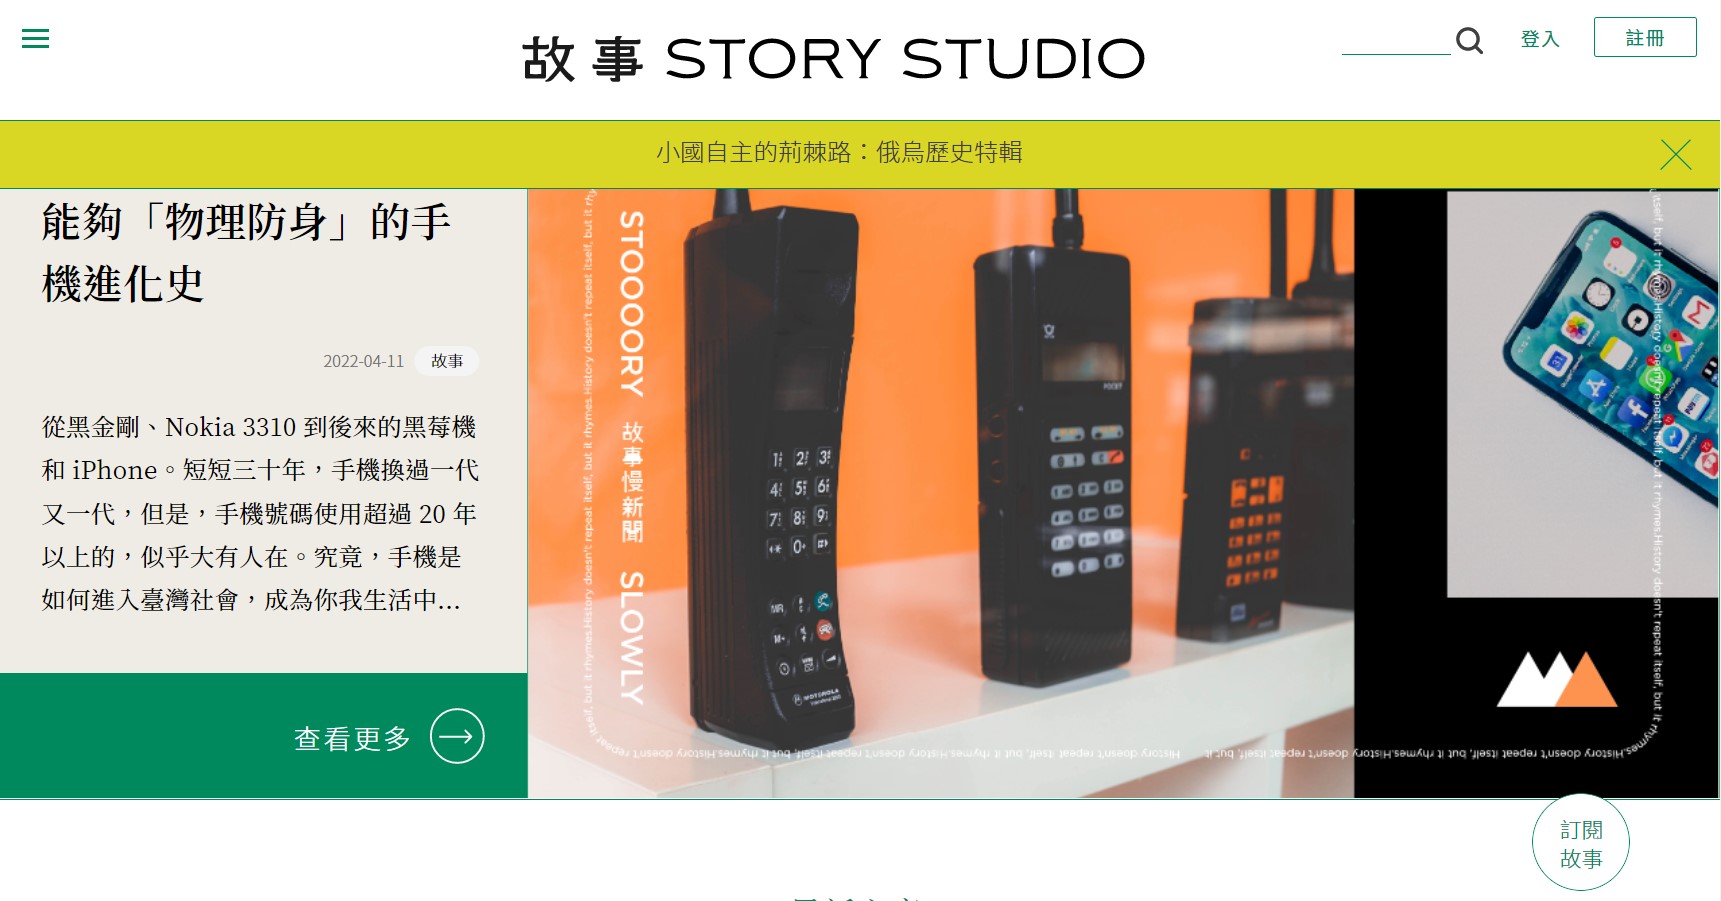 故事 STORY STUDIO
登入
註冊
小國自主的荊棘路：俄烏歷史特輯
能夠「物理防身」的手
機進化史
2022-04-11 故事
從黑金剛、Nokia 3310 到後來的黑莓機
和 iPhone。短短三十年，手機換過一代
又一代，但是，手機號碼使用超過 20 年
以上的，似乎大有人在。究竟，手機是
如何進入臺灣社會，成為你我生活中...
查看更多
STOOOOORY 故事慢新聞 SLOWLY
History doesn't repeat itself, but it rhymes.
MOTOROLA
訂閱
故事